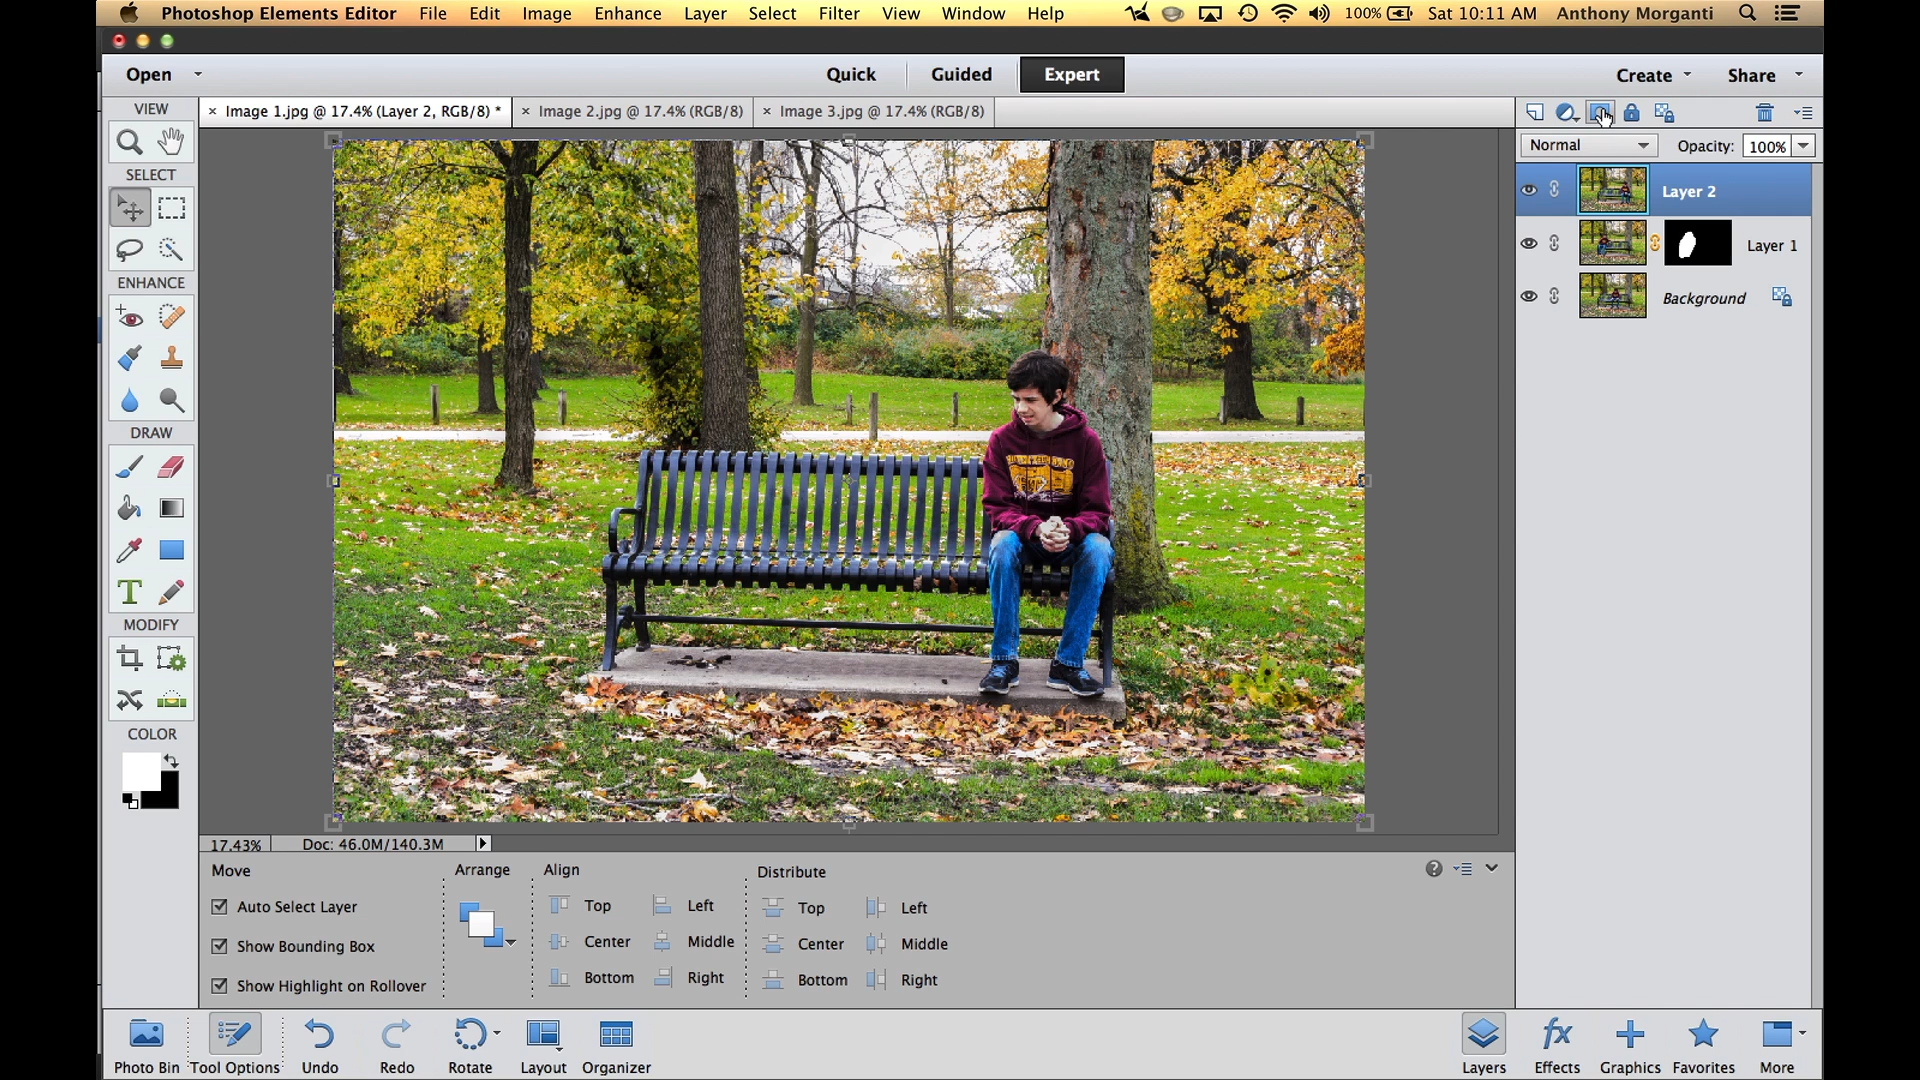 Photoshop Elements Editor File Edit Image Enhance Layer Select Filter View Window Help 100% Sat 10:11 AM Anthony Morganti
Open Quick Guided Expert Create Share
VIEW × Image 1.jpg @ 17.4% (Layer 2, RGB/8) * × Image 2.jpg @ 17.4% (RGB/8) × Image 3.jpg @ 17.4% (RGB/8)
Normal Opacity: 100%
SELECT
Layer 2
Layer 1
ENHANCE
Background
DRAW
T
MODIFY
COLOR
17.43% Doc: 46.0M/140.3M
Move Arrange Align Distribute
Auto Select Layer Top Left Top Left
Show Bounding Box Center Middle Center Middle
Show Highlight on Rollover Bottom Right Bottom Right
Photo Bin Tool Options Undo Redo Rotate Layout Organizer Layers fx Effects Graphics Favorites More